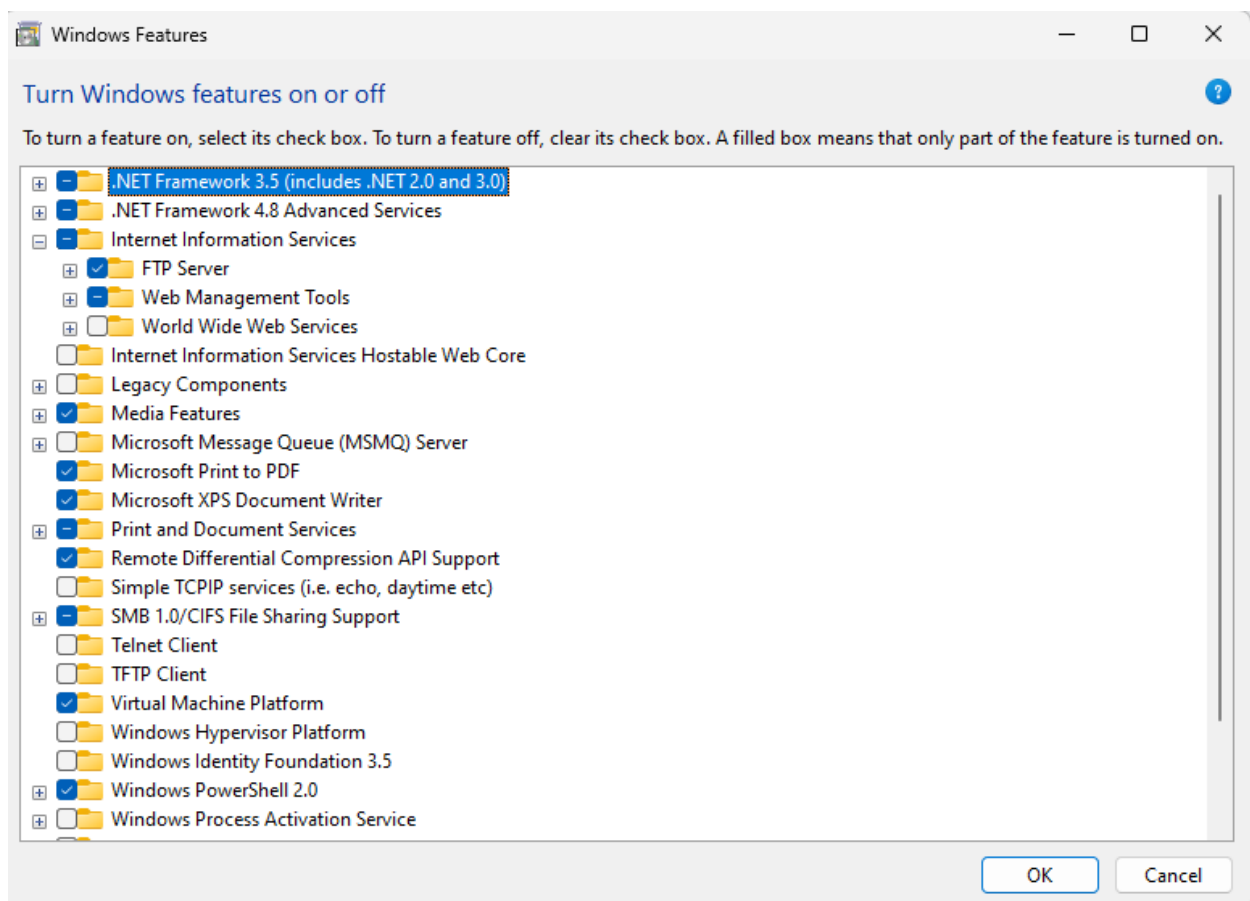 Windows Features
Turn Windows features on or off
?
To turn a feature on, select its check box. To turn a feature off, clear its check box. A filled box means that only part of the feature is turned on.
.NET Framework 3.5 (includes .NET 2.0 and 3.0)
.NET Framework 4.8 Advanced Services
Internet Information Services
FTP Server
Web Management Tools
World Wide Web Services
Internet Information Services Hostable Web Core
Legacy Components
Media Features
Microsoft Message Queue (MSMQ) Server
Microsoft Print to PDF
Microsoft XPS Document Writer
Print and Document Services
Remote Differential Compression API Support
Simple TCPIP services (i.e. echo, daytime etc)
SMB 1.0/CIFS File Sharing Support
Telnet Client
TFTP Client
Virtual Machine Platform
Windows Hypervisor Platform
Windows Identity Foundation 3.5
Windows PowerShell 2.0
Windows Process Activation Service
OK Cancel